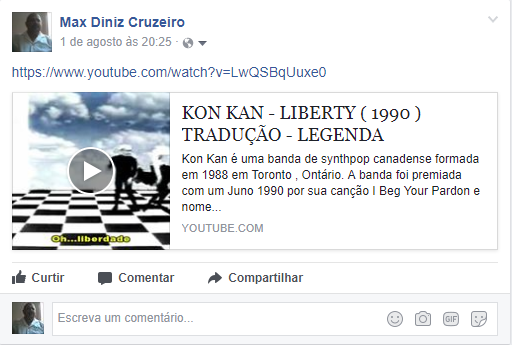 Max Diniz Cruzeiro
1 de agosto às 20:25 ·
https://www.youtube.com/watch?v=LwQSBqUuxe0
KON KAN - LIBERTY ( 1990 )
TRADUÇÃO - LEGENDA
Kon Kan é uma banda de synthpop canadense formada
em 1988 em Toronto , Ontário. A banda foi premiada
com um Juno 1990 por sua canção I Beg Your Pardon e
nome...
YOUTUBE.COM
Oh...liberdade
Curtir Comentar Compartilhar
Escreva um comentário...
GIF